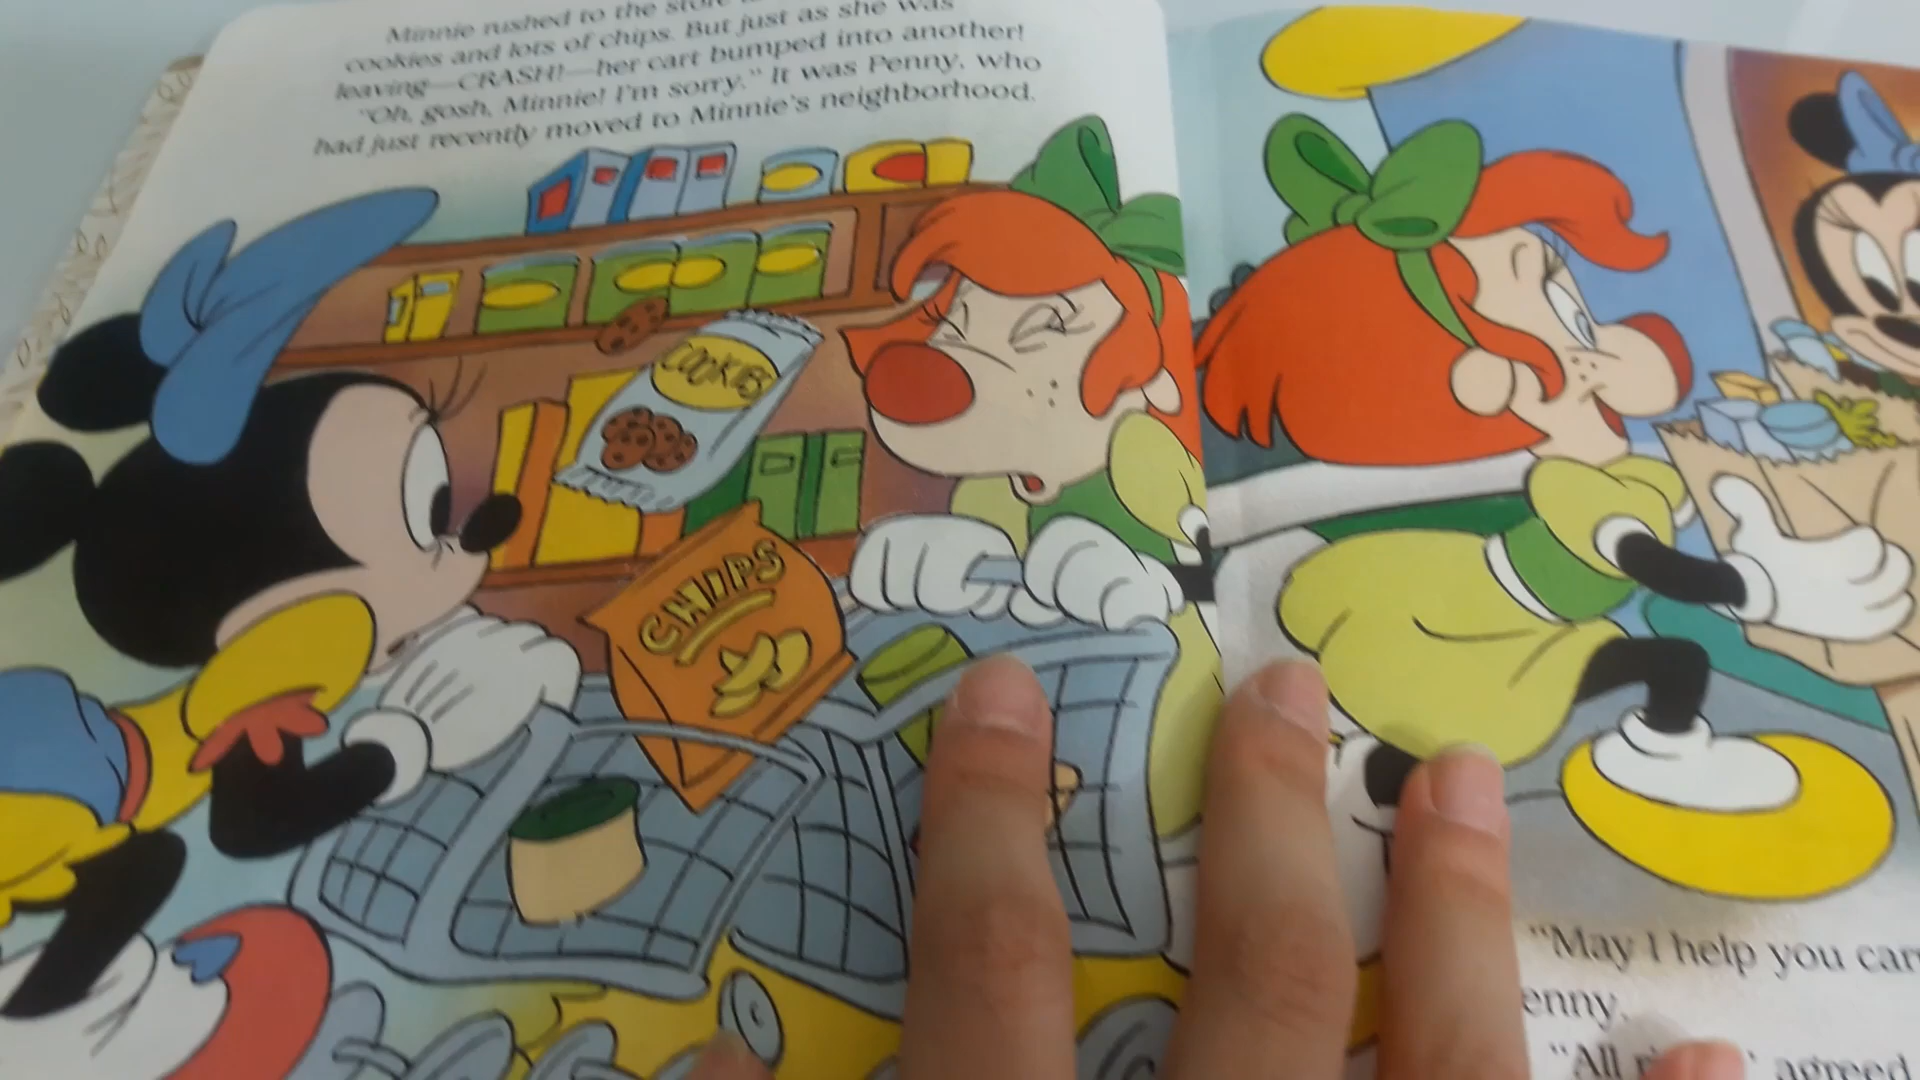 Minnie rushed to the store
cookies and lots of chips. But just as she was
leaving—CRASH!—her cart bumped into another!
"Oh, gosh, Minnie! I'm sorry." It was Penny, who
had just recently moved to Minnie's neighborhood.
COOKIES
CHIPS
"May I help you
enny.
"All agreed